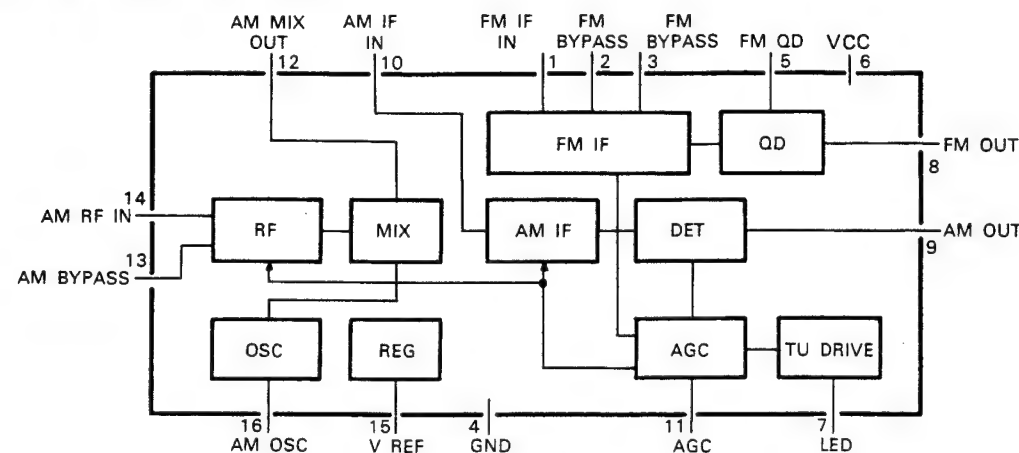 AM MIX OUT
12
AM IF IN
10
FM IF IN
1
FM BYPASS
2
FM BYPASS
3
FM QD
5
VCC
6
FM IF
QD
FM OUT
8
14
AM RF IN
RF
MIX
AM IF
DET
AM OUT
9
13
AM BYPASS
OSC
REG
AGC
TU DRIVE
16
AM OSC
15
V REF
4
GND
11
AGC
7
LED